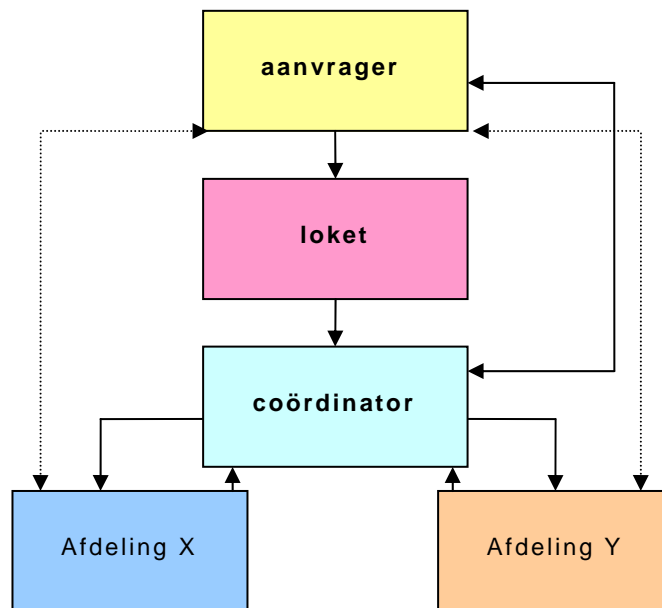 aanvrager
loket
coördinator
Afdeling X
Afdeling Y